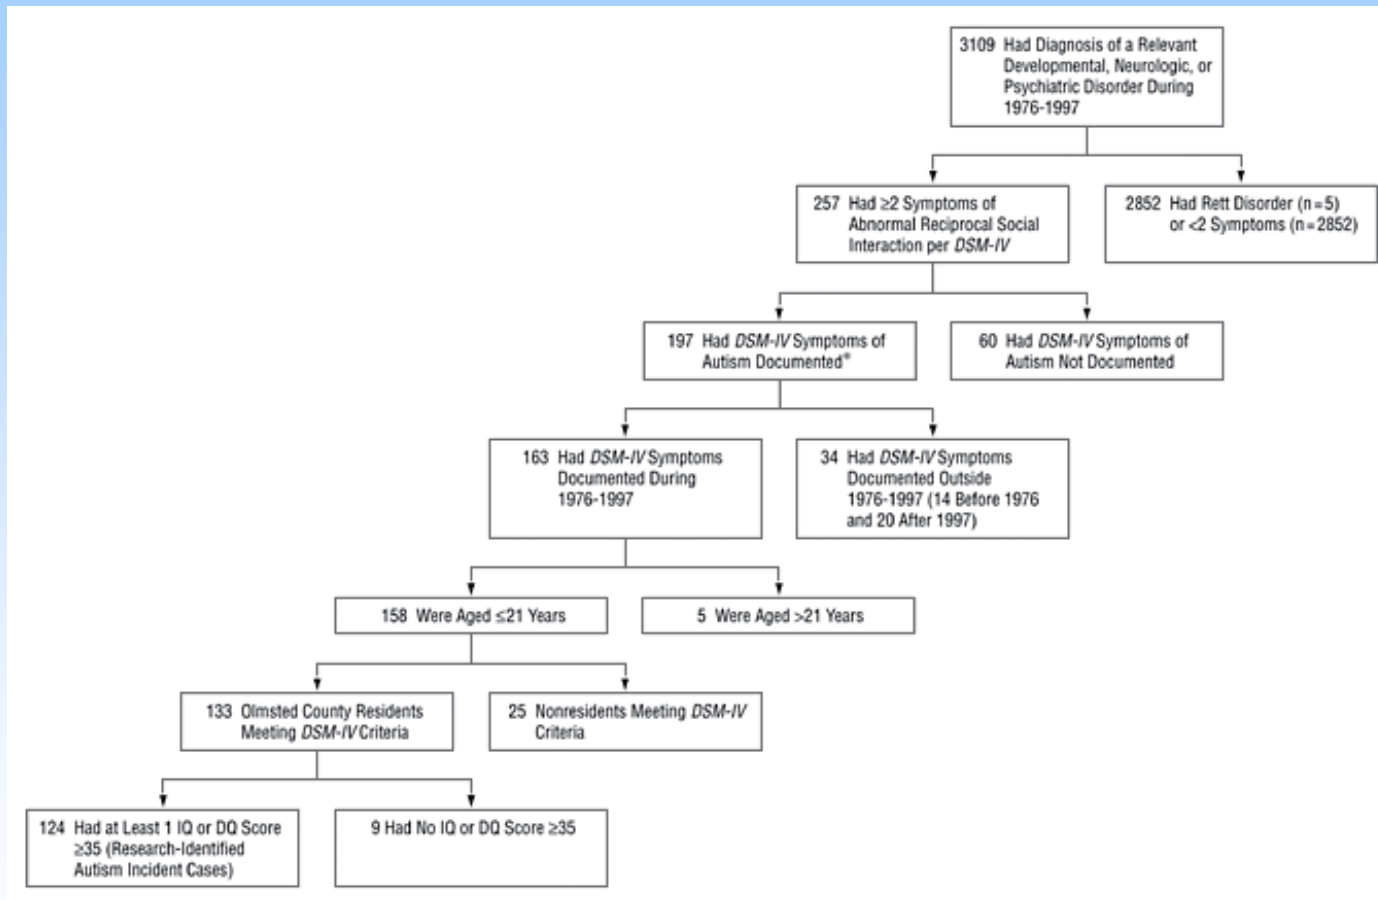 3109 Had Diagnosis of a Relevant
Developmental, Neurologic, or
Psychiatric Disorder During
1976-1997
257 Had ≥2 Symptoms of
Abnormal Reciprocal Social
Interaction per DSM-IV
2852 Had Rett Disorder (n=5)
or <2 Symptoms (n=2852)
197 Had DSM-IV Symptoms of
Autism Documented*
60 Had DSM-IV Symptoms of
Autism Not Documented
163 Had DSM-IV Symptoms
Documented During
1976-1997
34 Had DSM-IV Symptoms
Documented Outside
1976-1997 (14 Before 1976
and 20 After 1997)
158 Were Aged ≤21 Years
5 Were Aged >21 Years
133 Olmsted County Residents
Meeting DSM-IV Criteria
25 Nonresidents Meeting DSM-IV
Criteria
124 Had at Least 1 IQ or DQ Score
≥35 (Research-Identified
Autism Incident Cases)
9 Had No IQ or DQ Score ≥35